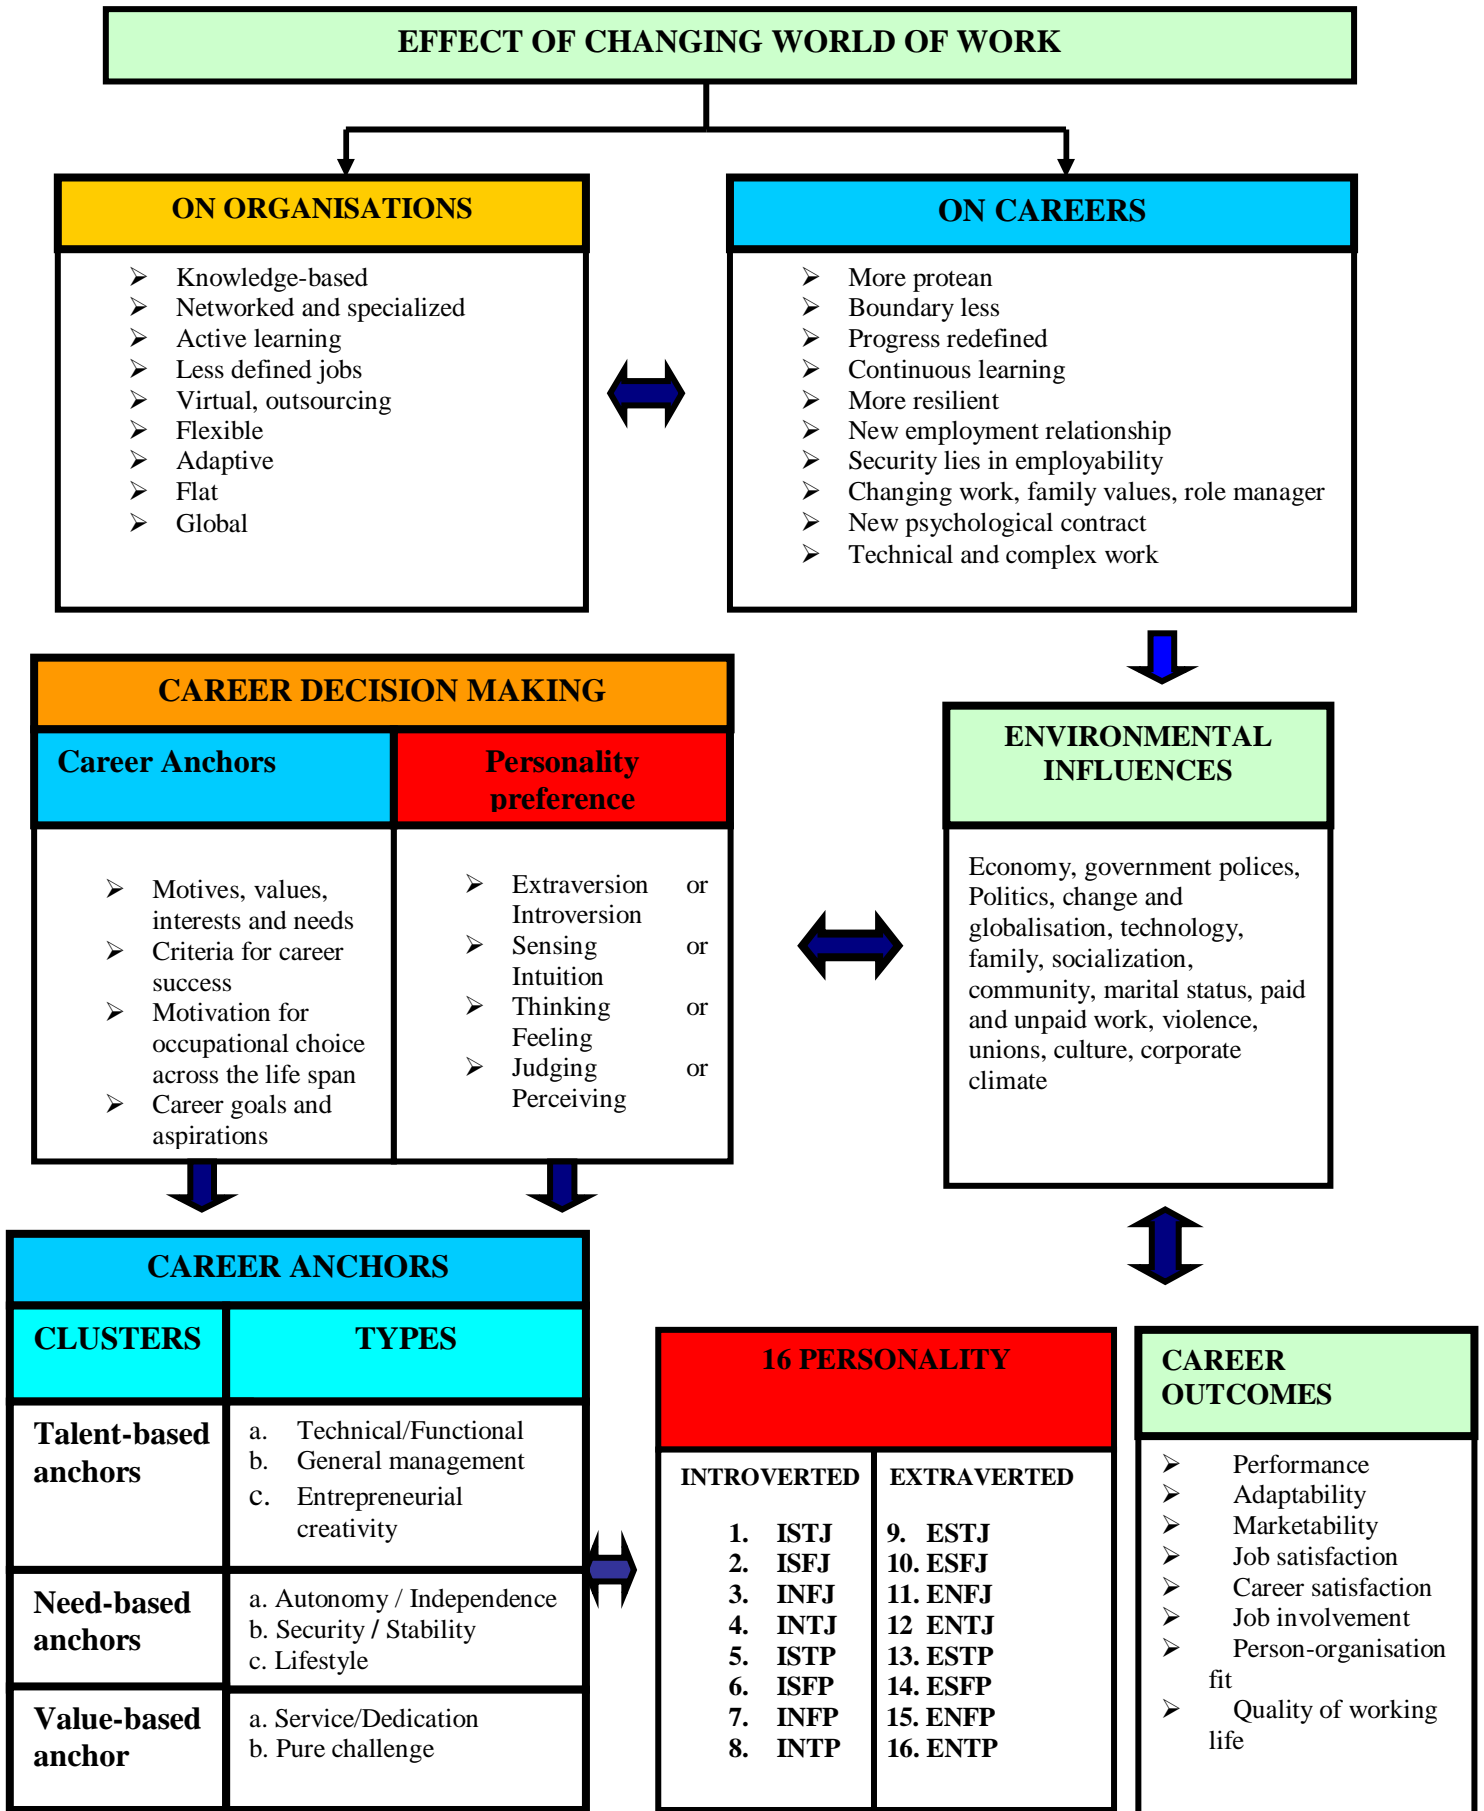 EFFECT OF CHANGING WORLD OF WORK
ON ORGANISATIONS
➢ Knowledge-based
➢ Networked and specialized
➢ Active learning
➢ Less defined jobs
➢ Virtual, outsourcing
➢ Flexible
➢ Adaptive
➢ Flat
➢ Global
ON CAREERS
➢ More protean
➢ Boundary less
➢ Progress redefined
➢ Continuous learning
➢ More resilient
➢ New employment relationship
➢ Security lies in employability
➢ Changing work, family values, role manager
➢ New psychological contract
➢ Technical and complex work
CAREER DECISION MAKING
Career Anchors
➢ Motives, values,
interests and needs
➢ Criteria for career
success
➢ Motivation for
occupational choice
across the life span
➢ Career goals and
aspirations
Personality
preference
➢ Extraversion or
Introversion
➢ Sensing or
Intuition
➢ Thinking or
Feeling
➢ Judging or
Perceiving
ENVIRONMENTAL
INFLUENCES
Economy, government polices,
Politics, change and
globalisation, technology,
family, socialization,
community, marital status, paid
and unpaid work, violence,
unions, culture, corporate
climate
CAREER ANCHORS
CLUSTERS
TYPES
Talent-based
anchors
a. Technical/Functional
b. General management
c. Entrepreneurial
creativity
Need-based
anchors
a. Autonomy / Independence
b. Security / Stability
c. Lifestyle
Value-based
anchor
a. Service/Dedication
b. Pure challenge
16 PERSONALITY
INTROVERTED
1. ISTJ
2. ISFJ
3. INFJ
4. INTJ
5. ISTP
6. ISFP
7. INFP
8. INTP
EXTRAVERTED
9. ESTJ
10. ESFJ
11. ENFJ
12 ENTJ
13. ESTP
14. ESFP
15. ENFP
16. ENTP
CAREER
OUTCOMES
➢ Performance
➢ Adaptability
➢ Marketability
➢ Job satisfaction
➢ Career satisfaction
➢ Job involvement
➢ Person-organisation
fit
➢ Quality of working
life